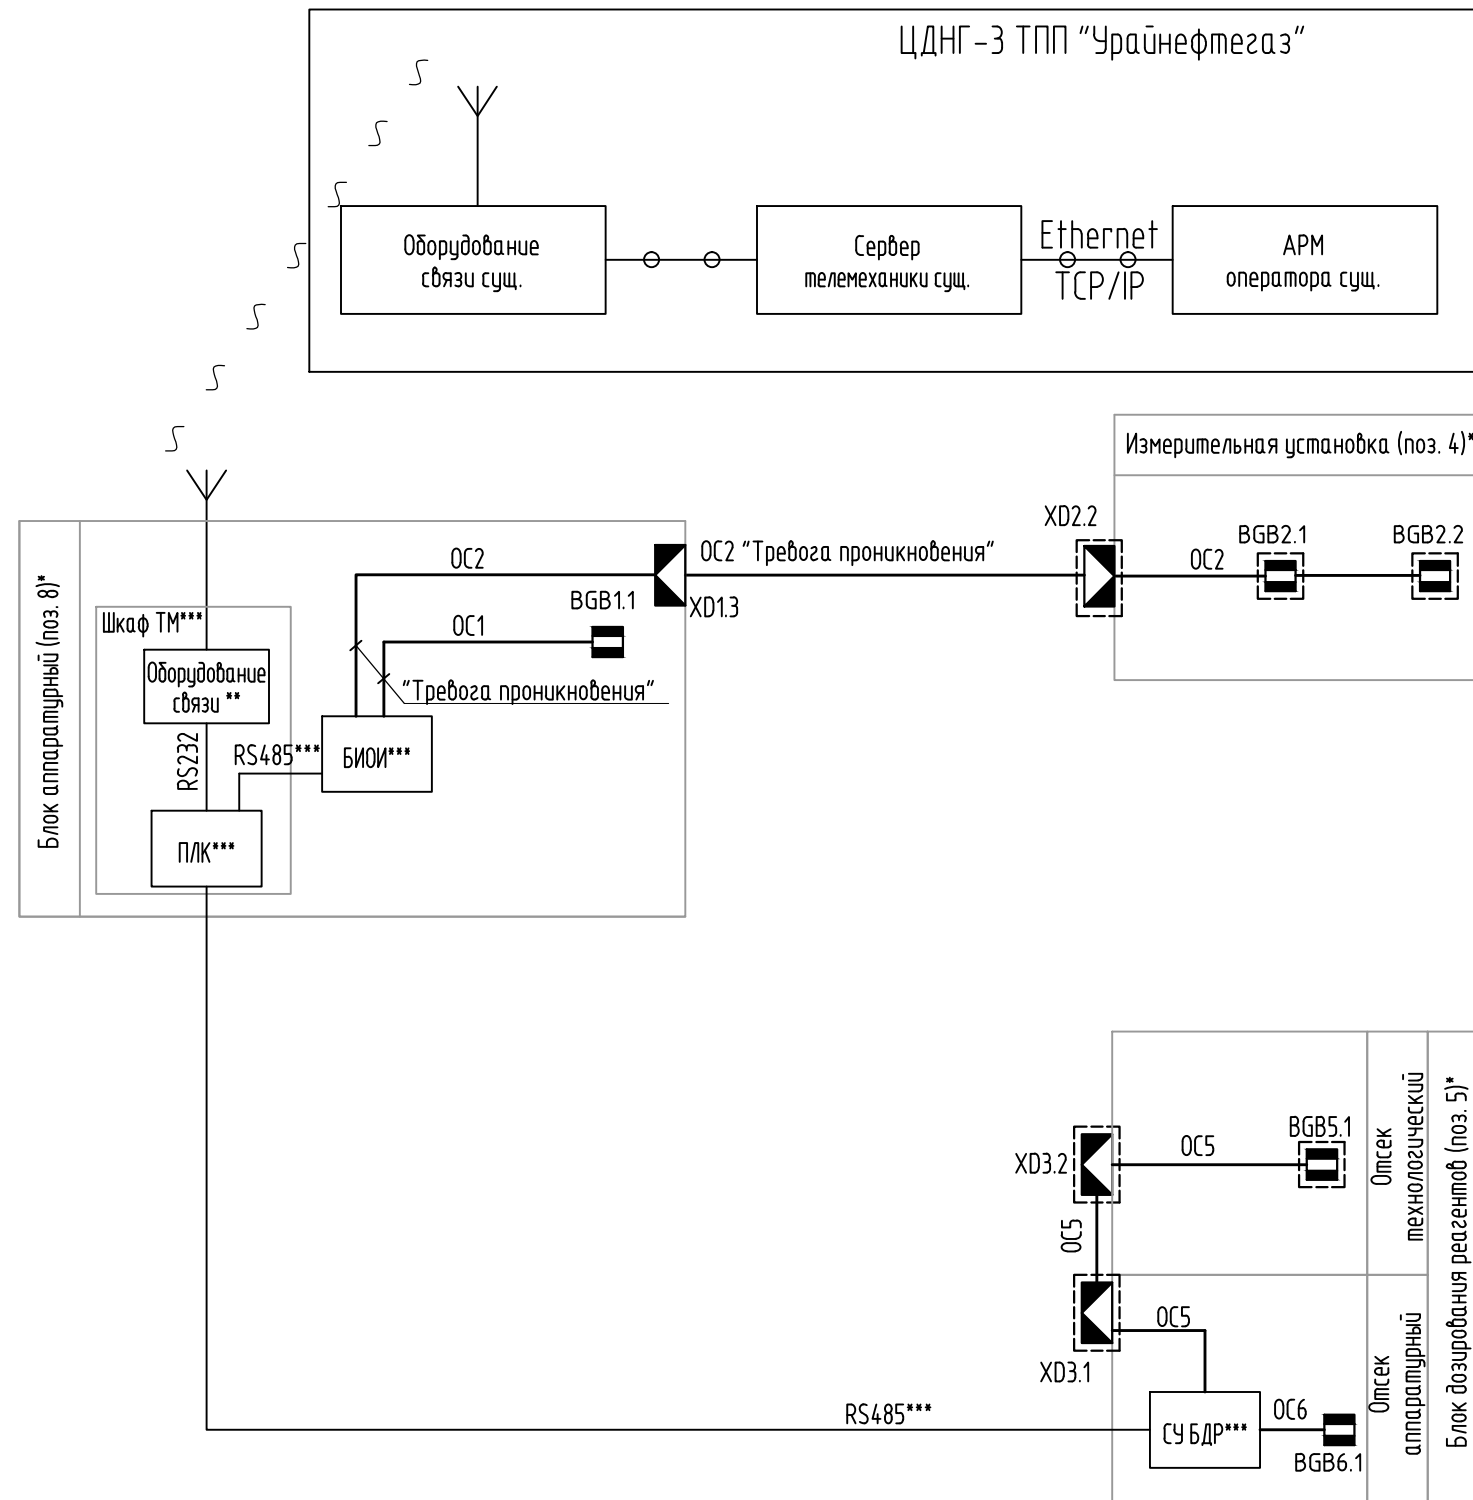 ЦДНГ-3 ТПП "Урайнефтегаз"
Оборудование
связи сущ.
Сервер
телемеханики сущ.
Ethernet
TCP/IP
АРМ
оператора сущ.
Измерительная установка (поз. 4)*
XD2.2
BGB2.1
BGB2.2
ОС2
ОС2 "Тревога проникновения"
ОС2
XD1.3
BGB1.1
ОС1
"Тревога проникновения"
Блок аппаратурный (поз. 8)*
Шкаф ТМ***
Оборудование
связи **
RS232
RS485***
БИОИ***
ПЛК***
XD3.2
ОС5
BGB5.1
Отсек
технологический
Блок дозирования реагентов (поз. 5)*
ОС5
XD3.1
ОС5
Отсек
аппаратурный
RS485***
СУ БДР***
ОС6
BGB6.1